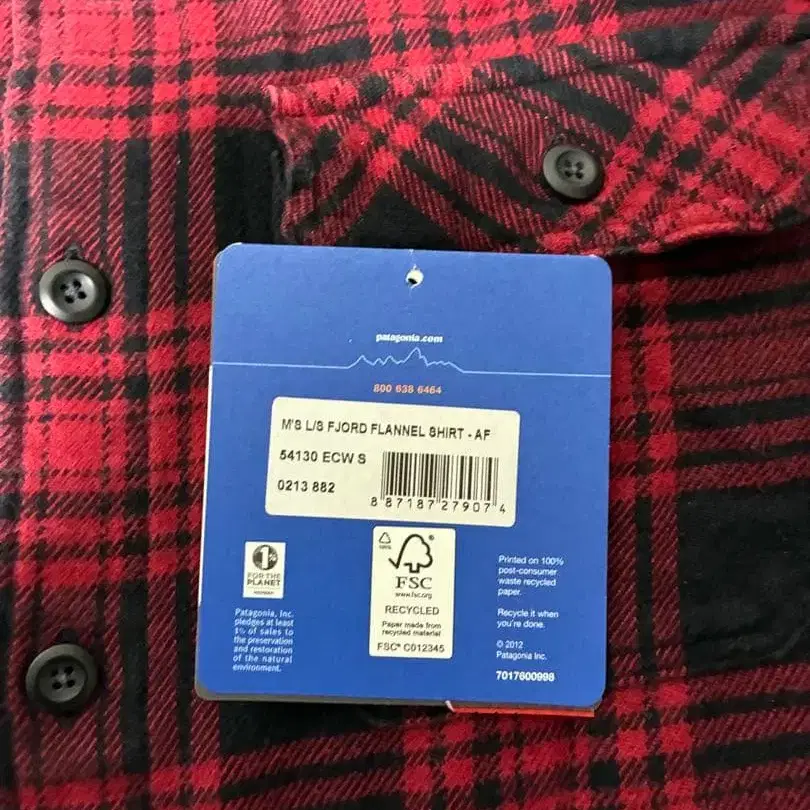 patagonia.com
800 638 6464
M'S L/S FJORD FLANNEL SHIRT - AF
54130 ECW S
0213 882
8 87187 27907 4
1%
FOR THE
PLANET
Patagonia, Inc.
pledges at least
1% of sales to
the preservation
and restoration
of the natural
environment.
FSC
www.fsc.org
RECYCLED
Paper made from
recycled material
FSC® C012345
Printed on 100%
post-consumer
waste recycled
paper.
Recycle it when
you're done.
© 2012
Patagonia Inc.
7017600998